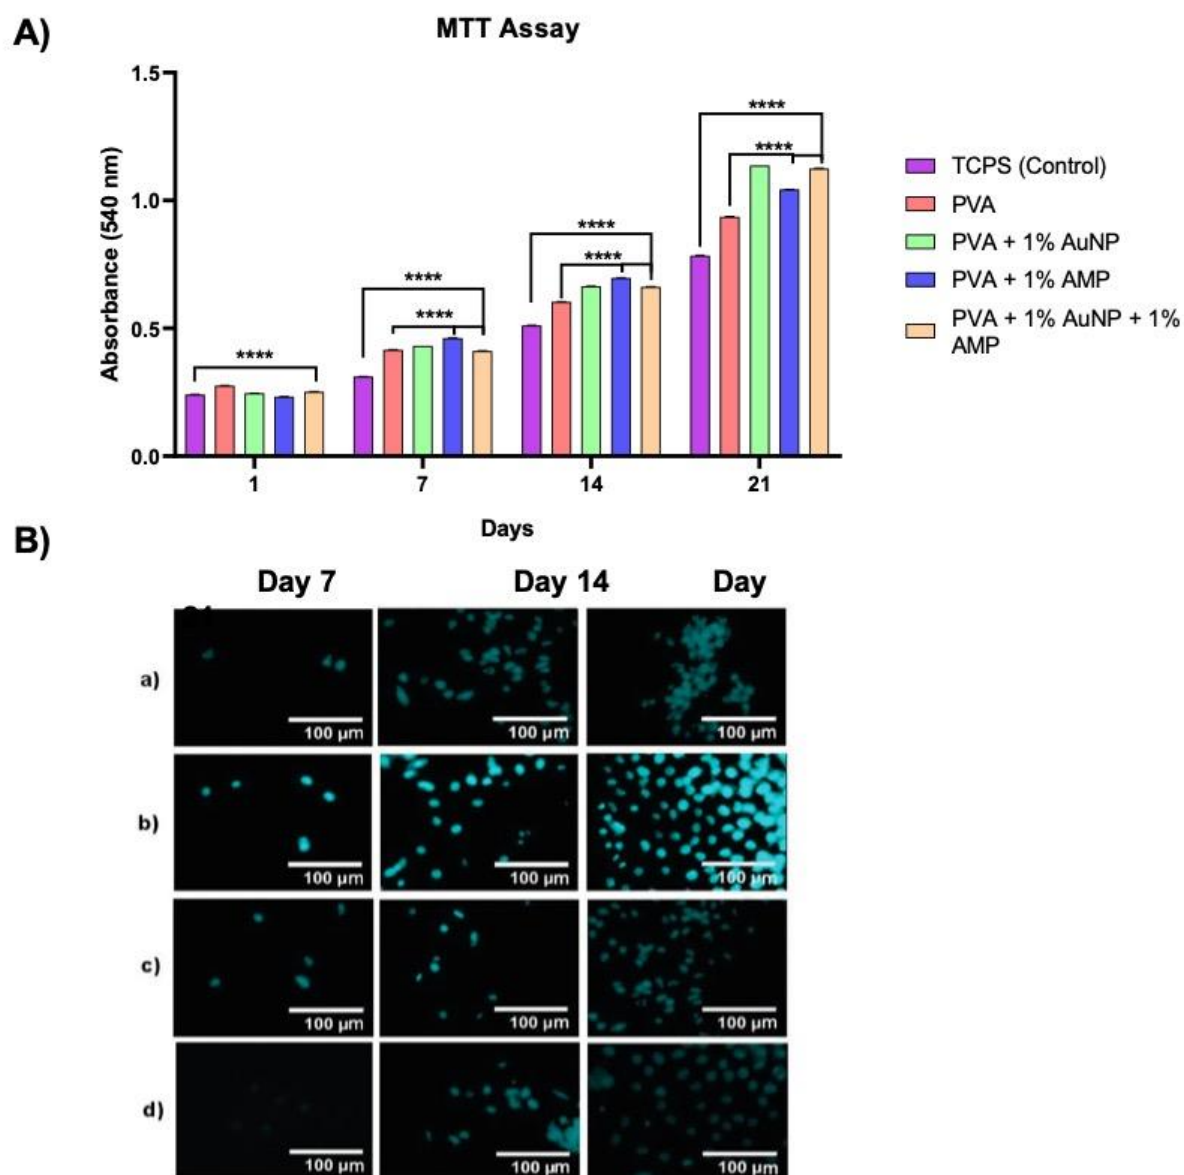 A)
MTT Assay
1.5
1.0
0.5
0.0
Absorbance (540 nm)
****
****
****
****
****
****
****
1
7
14
21
Days
TCPS (Control)
PVA
PVA + 1% AuNP
PVA + 1% AMP
PVA + 1% AuNP + 1%
AMP
B)
Day 7 Day 14 Day
a)
100 µm 100 µm 100 µm
b)
100 µm 100 µm 100 µm
c)
100 µm 100 µm 100 µm
d)
100 µm 100 µm 100 µm